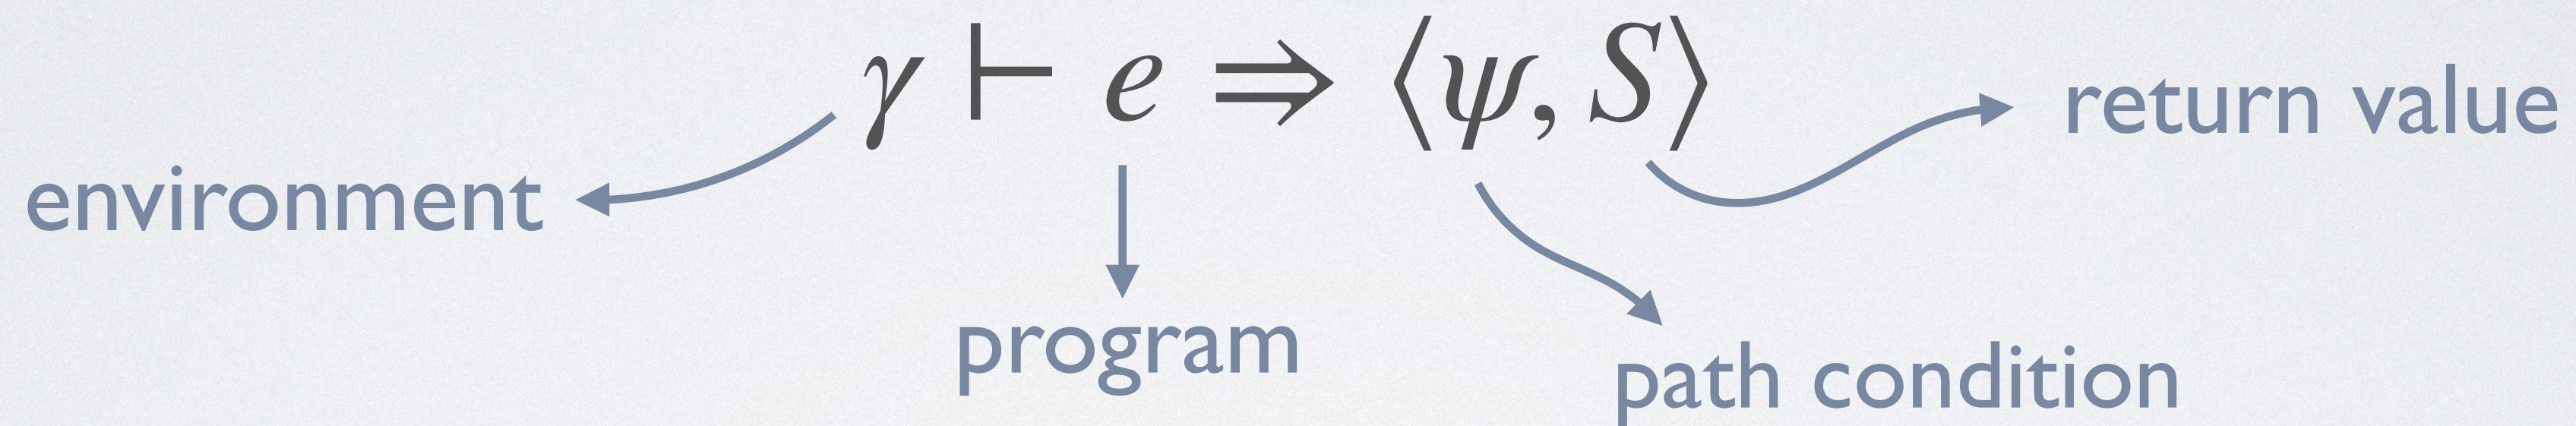 γ ⊢ e ⇒ ⟨ψ, S⟩
return value
environment
program
path condition